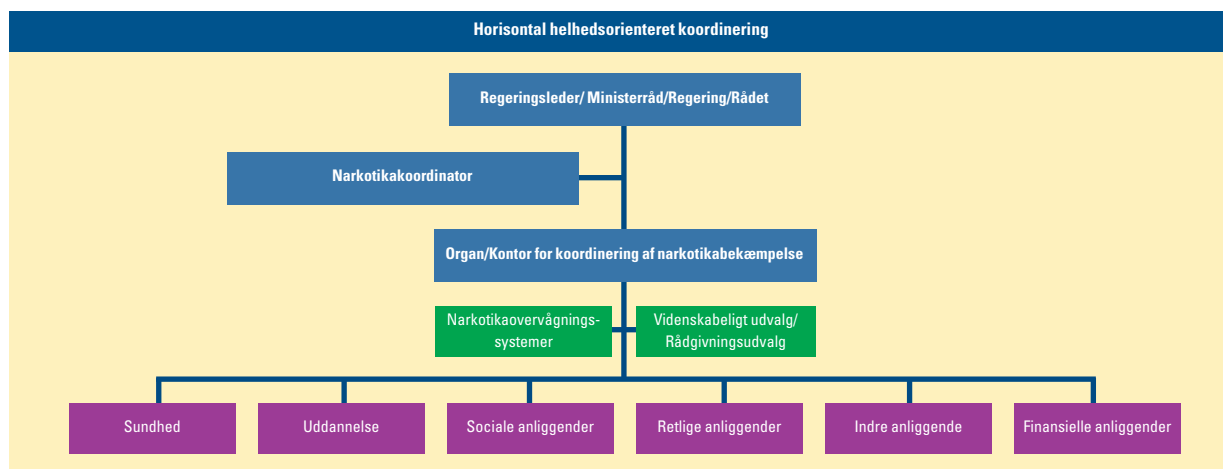 Horisontal helhedsorienteret koordinering
Regeringsleder/ Ministerråd/Regering/Rådet
Narkotikakoordinator
Organ/Kontor for koordinering af narkotikabekæmpelse
Narkotikaovervågnings-
systemer
Videnskabeligt udvalg/
Rådgivningsudvalg
Sundhed
Uddannelse
Sociale anliggender
Retlige anliggender
Indre anliggende
Finansielle anliggender